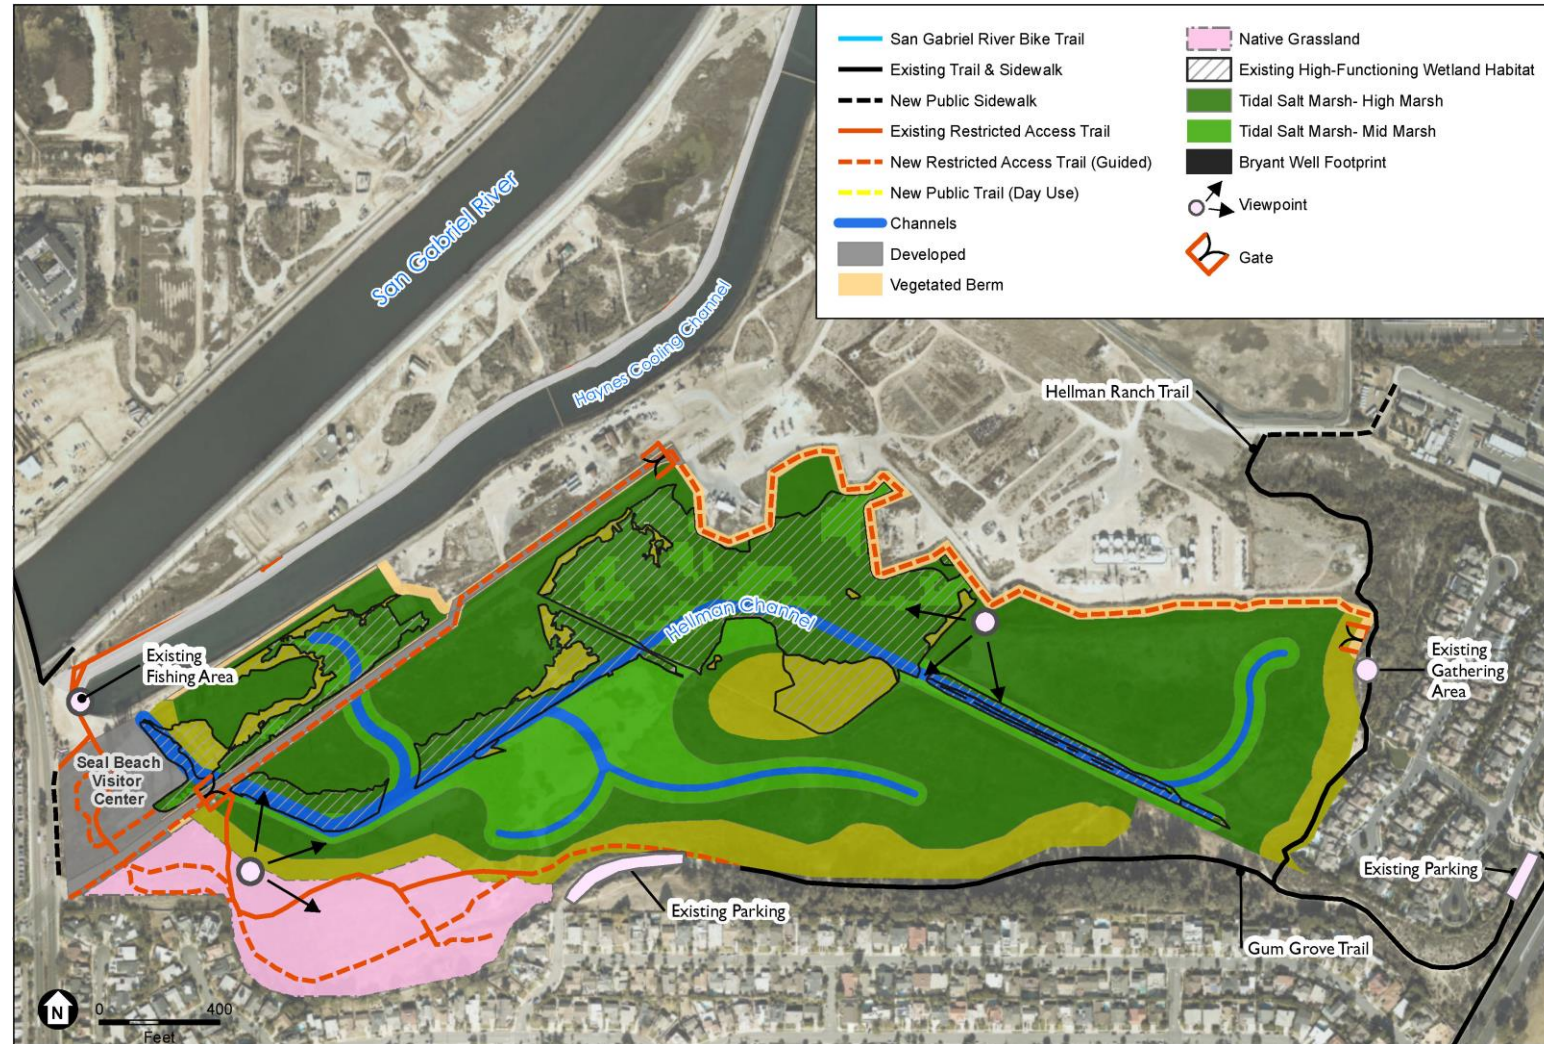 San Gabriel River Bike Trail
Existing Trail & Sidewalk
New Public Sidewalk
Existing Restricted Access Trail
New Restricted Access Trail (Guided)
New Public Trail (Day Use)
Channels
Developed
Vegetated Berm
Native Grassland
Existing High-Functioning Wetland Habitat
Tidal Salt Marsh- High Marsh
Tidal Salt Marsh- Mid Marsh
Bryant Well Footprint
Viewpoint
Gate
San Gabriel River
Haynes Cooling Channel
Hellman Ranch Trail
Hellman Channel
Existing
Fishing Area
Existing
Gathering
Area
Seal Beach
Visitor
Center
Existing Parking
Existing Parking
Gum Grove Trail
N
0 400
Feet